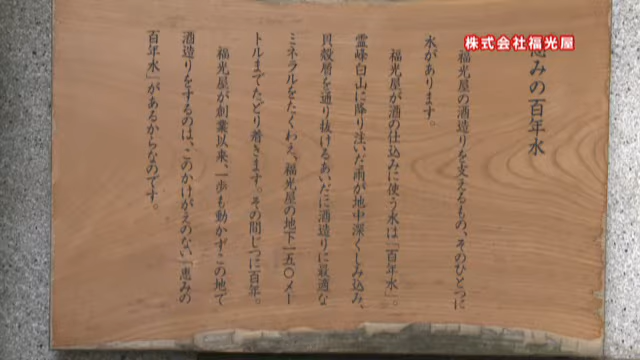 株式会社福光屋
恵みの百年水
福光屋の酒造りを支えるもの、そのひとつに
水があります。
福光屋が酒の仕込みに使う水は「百年水」。
霊峰白山に降り注いだ雨が地中深くしみ込み、
貝殻層を通り抜けるあいだに酒造りに最適な
ミネラルをたくわえ、福光屋の地下一五〇メー
トルまでたどり着きます。その間じつに百年。
福光屋が創業以来、一歩も動かずこの地で
酒造りをするのは、このかけがえのない「恵みの
百年水」があるからなのです。